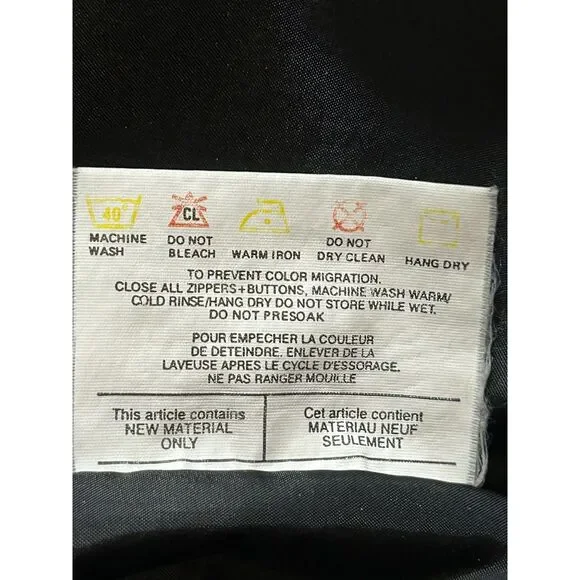 40°
CL
MACHINE
WASH
DO NOT
BLEACH
WARM IRON
DO NOT
DRY CLEAN
HANG DRY
TO PREVENT COLOR MIGRATION.
CLOSE ALL ZIPPERS+BUTTONS, MACHINE WASH WARM/
COLD RINSE/HANG DRY DO NOT STORE WHILE WET.
DO NOT PRESOAK
POUR EMPECHER LA COULEUR
DE DETEINDRE. ENLEVER DE LA
LAVEUSE APRES LE CYCLE D'ESSORAGE.
NE PAS RANGER MOUILLE
This article contains
NEW MATERIAL
ONLY
Cet article contient
MATERIAU NEUF
SEULEMENT